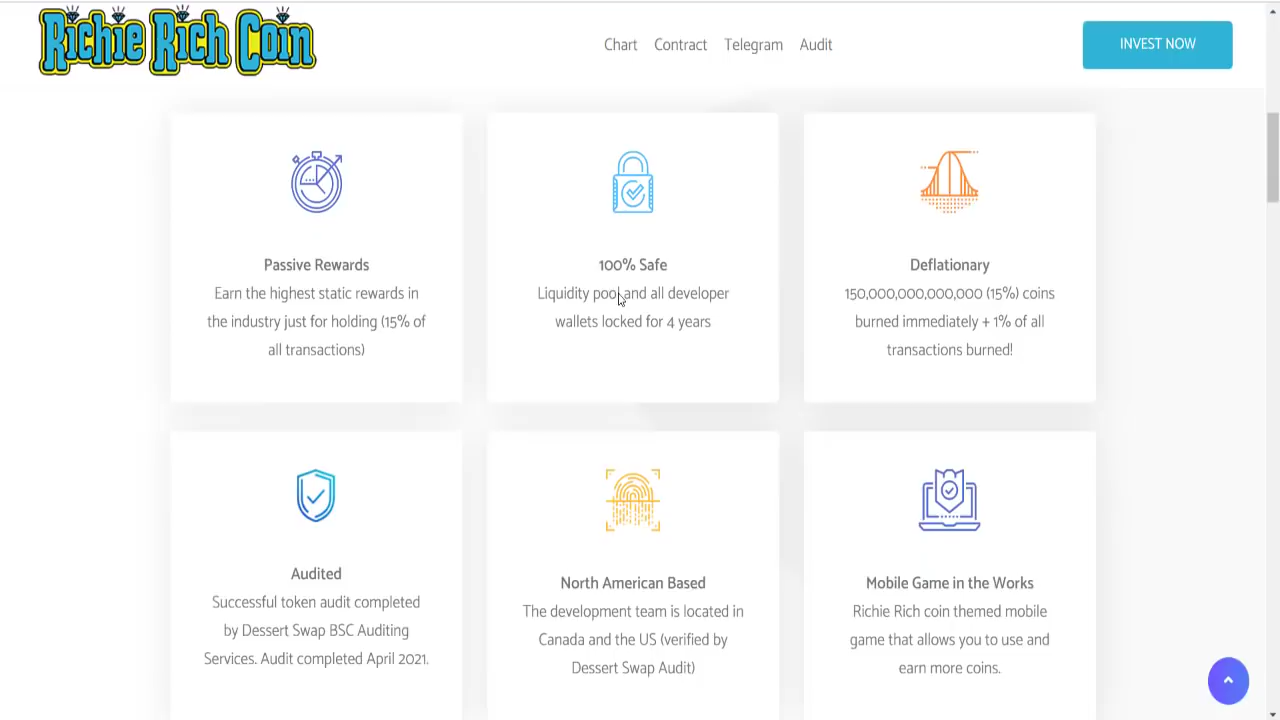 Richie Rich Coin
Chart Contract Telegram Audit
INVEST NOW
Passive Rewards
Earn the highest static rewards in
the industry just for holding (15% of
all transactions)
100% Safe
Liquidity pool and all developer
wallets locked for 4 years
Deflationary
150,000,000,000,000 (15%) coins
burned immediately + 1% of all
transactions burned!
Audited
Successful token audit completed
by Dessert Swap BSC Auditing
Services. Audit completed April 2021.
North American Based
The development team is located in
Canada and the US (verified by
Dessert Swap Audit)
Mobile Game in the Works
Richie Rich coin themed mobile
game that allows you to use and
earn more coins.